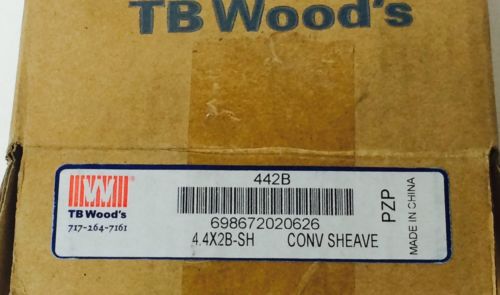 TB Wood's
442B
W
TB Wood's
717-264-7161
698672020626
4.4X2B-SH CONV SHEAVE
PZP
MADE IN CHINA